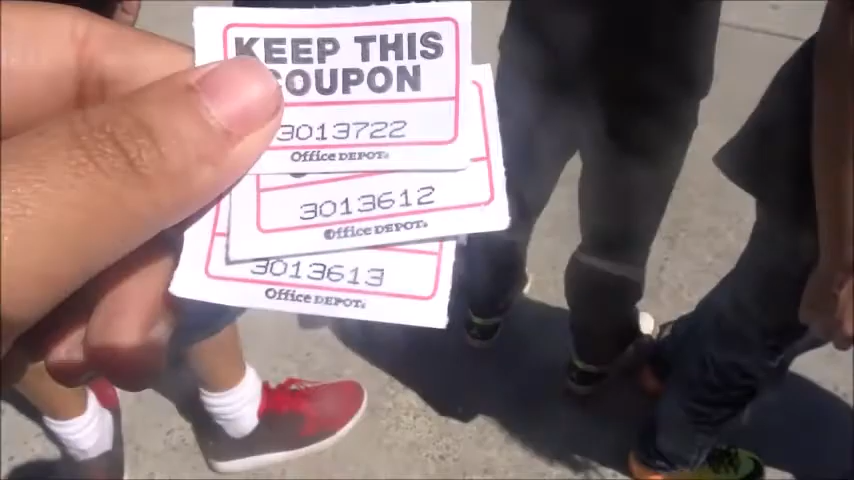 KEEP THIS
COUPON
3013722
Office DEPOT.
3013612
Office DEPOT.
3013613
Office DEPOT.